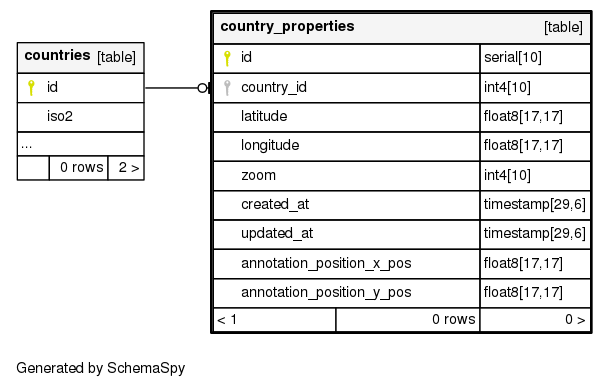 countries [table]
id
iso2
...
0 rows 2 >
country_properties [table]
id serial[10]
country_id int4[10]
latitude float8[17,17]
longitude float8[17,17]
zoom int4[10]
created_at timestamp[29,6]
updated_at timestamp[29,6]
annotation_position_x_pos float8[17,17]
annotation_position_y_pos float8[17,17]
< 1 0 rows 0 >
Generated by SchemaSpy